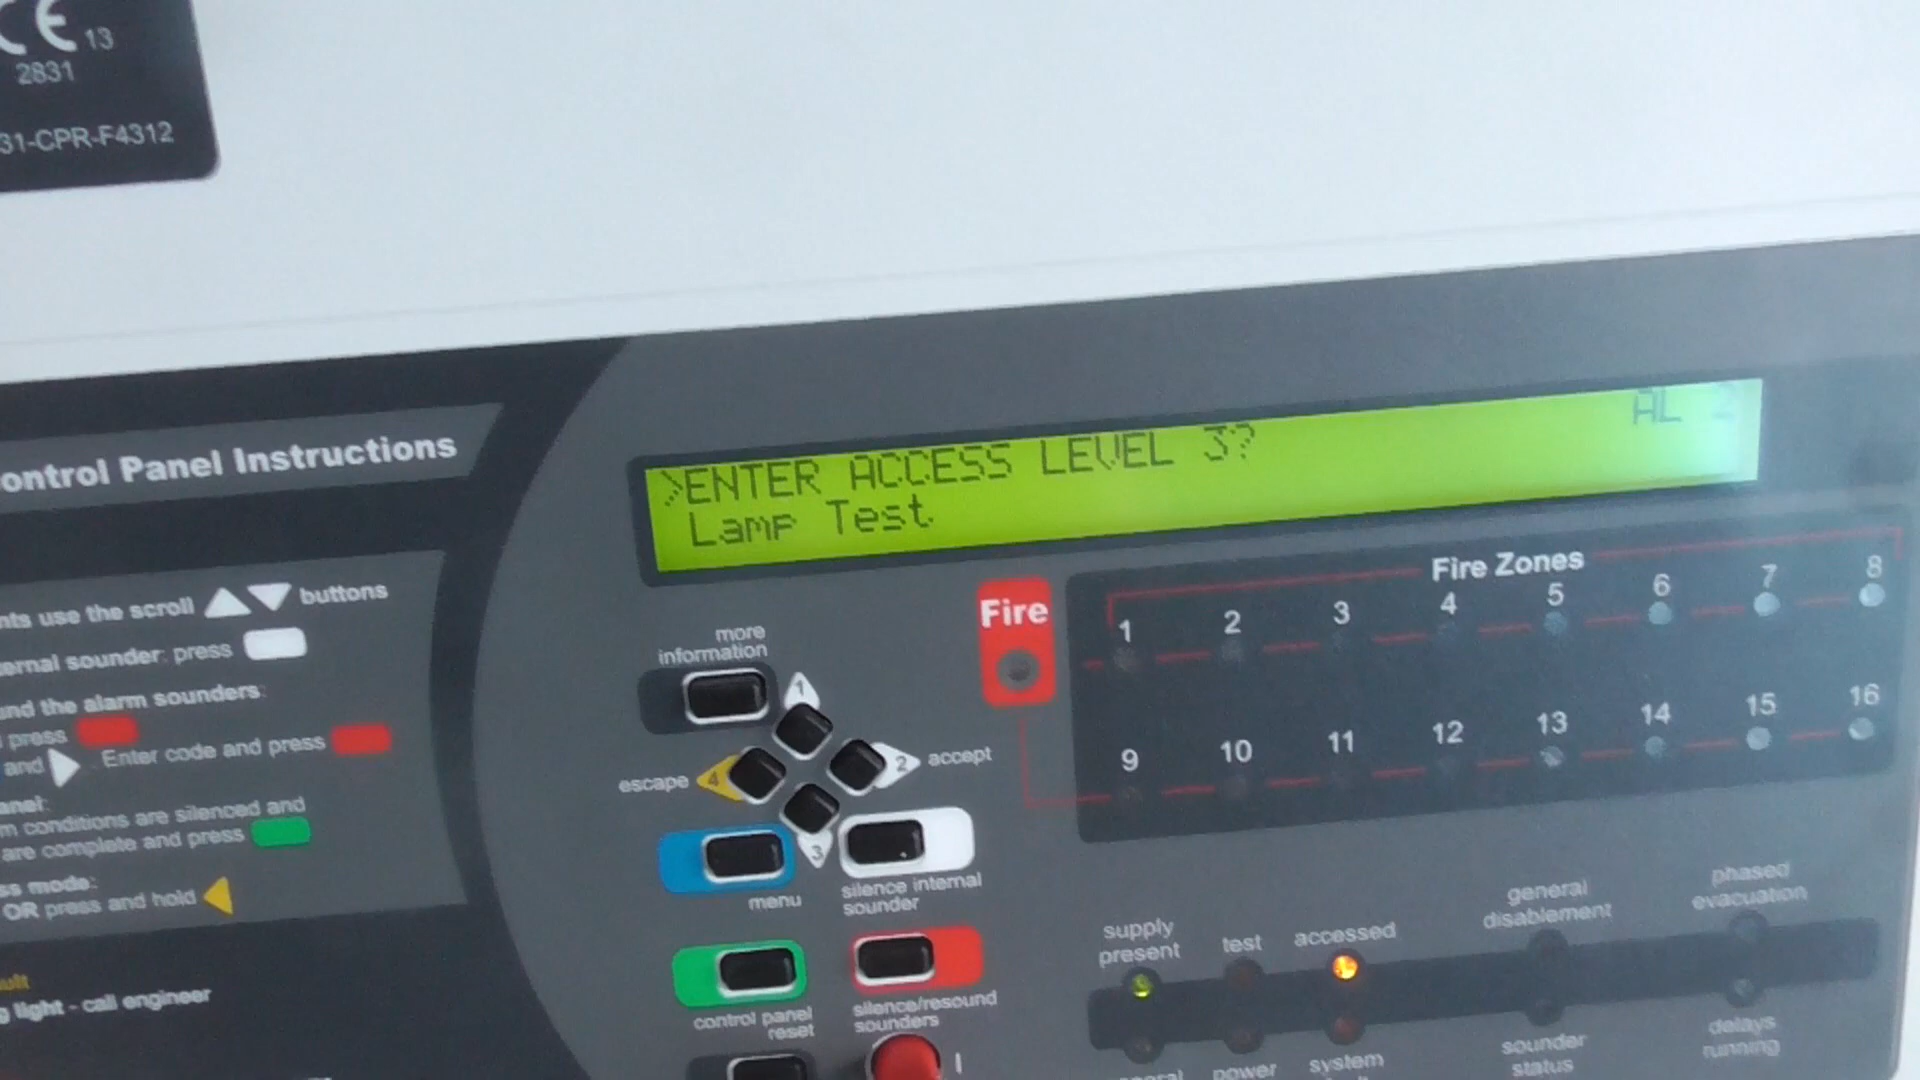 CE 13
2831
31-CPR-F4312
ontrol Panel Instructions
nts use the scroll buttons
ernal sounder: press
und the alarm sounders:
press
and . Enter code and press
anel:
m conditions are silenced and
are complete and press
ss mode:
OR press and hold
ult
g light - call engineer
AL 2
>ENTER ACCESS LEVEL 3?
Lamp Test
more
information
1
escape 4
2 accept
3
menu
silence internal
sounder
control panel
reset
silence/resound
sounders
I
Fire
Fire Zones
1 2 3 4 5 6 7 8
9 10 11 12 13 14 15 16
supply
present
test
accessed
general
disablement
phased
evacuation
power
system
sounder
status
delays
running